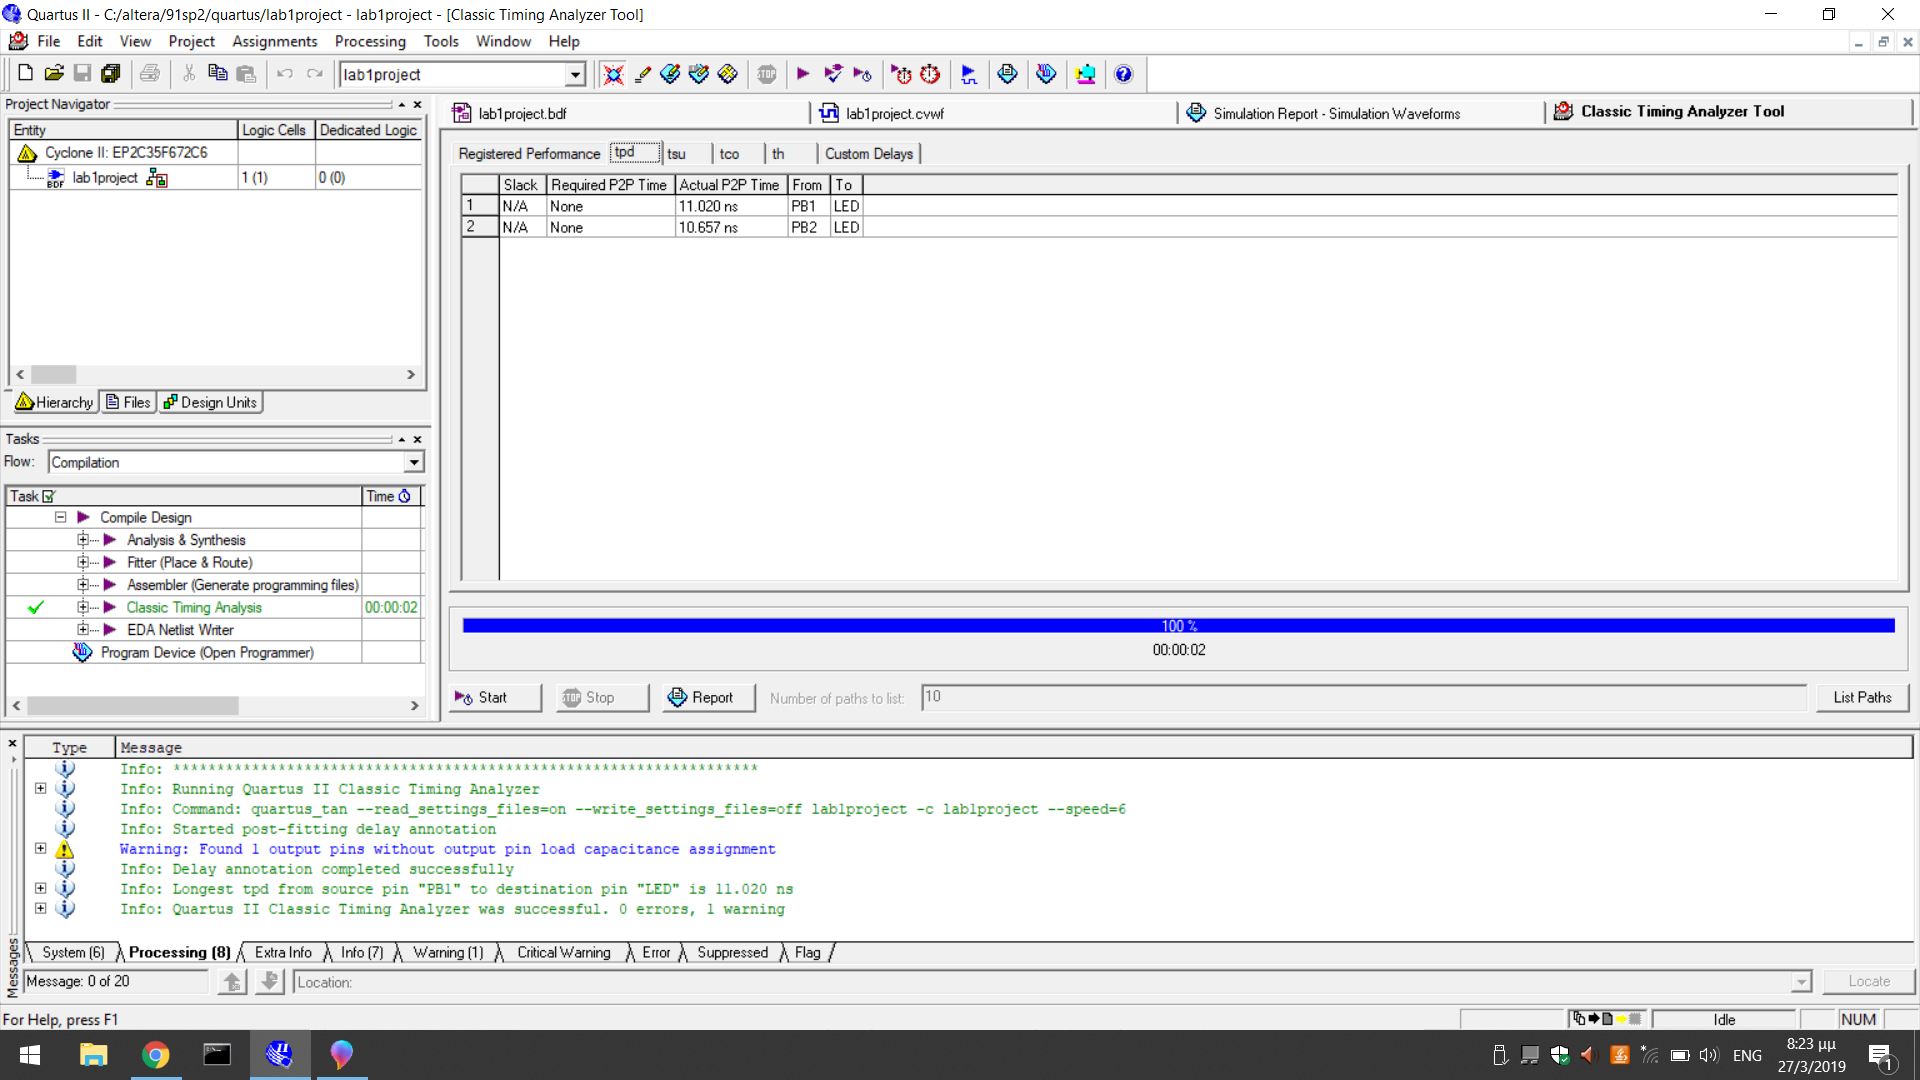 Quartus II - C:/altera/91sp2/quartus/lab1project - lab1project - [Classic Timing Analyzer Tool]
File Edit View Project Assignments Processing Tools Window Help
lab1project
Project Navigator
Entity Logic Cells Dedicated Logic
Cyclone II: EP2C35F672C6
lab1project 1 (1) 0 (0)
Hierarchy Files Design Units
Tasks
Flow: Compilation
Task Time
Compile Design
Analysis & Synthesis
Fitter (Place & Route)
Assembler (Generate programming files)
Classic Timing Analysis 00:00:02
EDA Netlist Writer
Program Device (Open Programmer)
lab1project.bdf lab1project.cvwf Simulation Report - Simulation Waveforms Classic Timing Analyzer Tool
Registered Performance tpd tsu tco th Custom Delays
Slack Required P2P Time Actual P2P Time From To
1 N/A None 11.020 ns PB1 LED
2 N/A None 10.657 ns PB2 LED
100 %
00:00:02
Start Stop Report Number of paths to list: 10 List Paths
Type Message
Info: *******************************************************************
Info: Running Quartus II Classic Timing Analyzer
Info: Command: quartus_tan --read_settings_files=on --write_settings_files=off lab1project -c lab1project --speed=6
Info: Started post-fitting delay annotation
Warning: Found 1 output pins without output pin load capacitance assignment
Info: Delay annotation completed successfully
Info: Longest tpd from source pin "PB1" to destination pin "LED" is 11.020 ns
Info: Quartus II Classic Timing Analyzer was successful. 0 errors, 1 warning
Messages
System (6) Processing (8) Extra Info Info (7) Warning (1) Critical Warning Error Suppressed Flag
Message: 0 of 20 Location: Locate
For Help, press F1 Idle NUM
ENG 8:23 μμ
27/3/2019 1